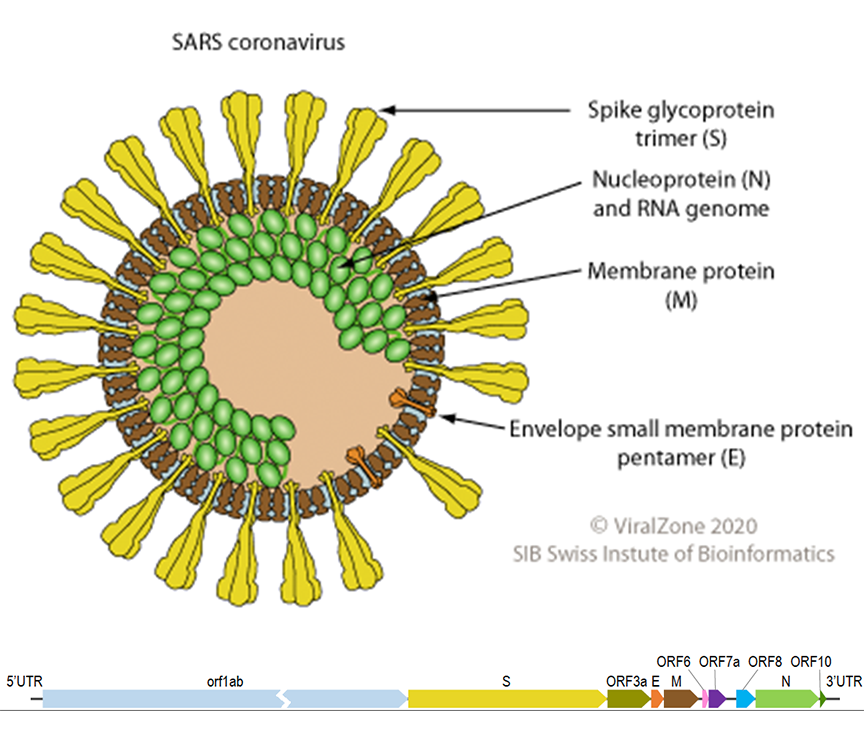 SARS coronavirus
Spike glycoprotein
trimer (S)
Nucleoprotein (N)
and RNA genome
Membrane protein
(M)
Envelope small membrane protein
pentamer (E)
© ViralZone 2020
SIB Swiss Instute of Bioinformatics
ORF6 ORF7a ORF8 ORF10
5'UTR orf1ab S ORF3a E M N 3'UTR